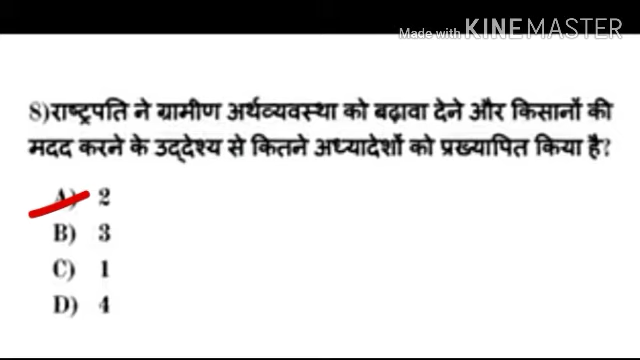 Made with KINEMASTER
8)राष्ट्रपति ने ग्रामीण अर्थव्यवस्था को बढ़ावा देने और किसानों की
मदद करने के उद्देश्य से कितने अध्यादेशों को प्रख्यापित किया है?
A) 2
B) 3
C) 1
D) 4